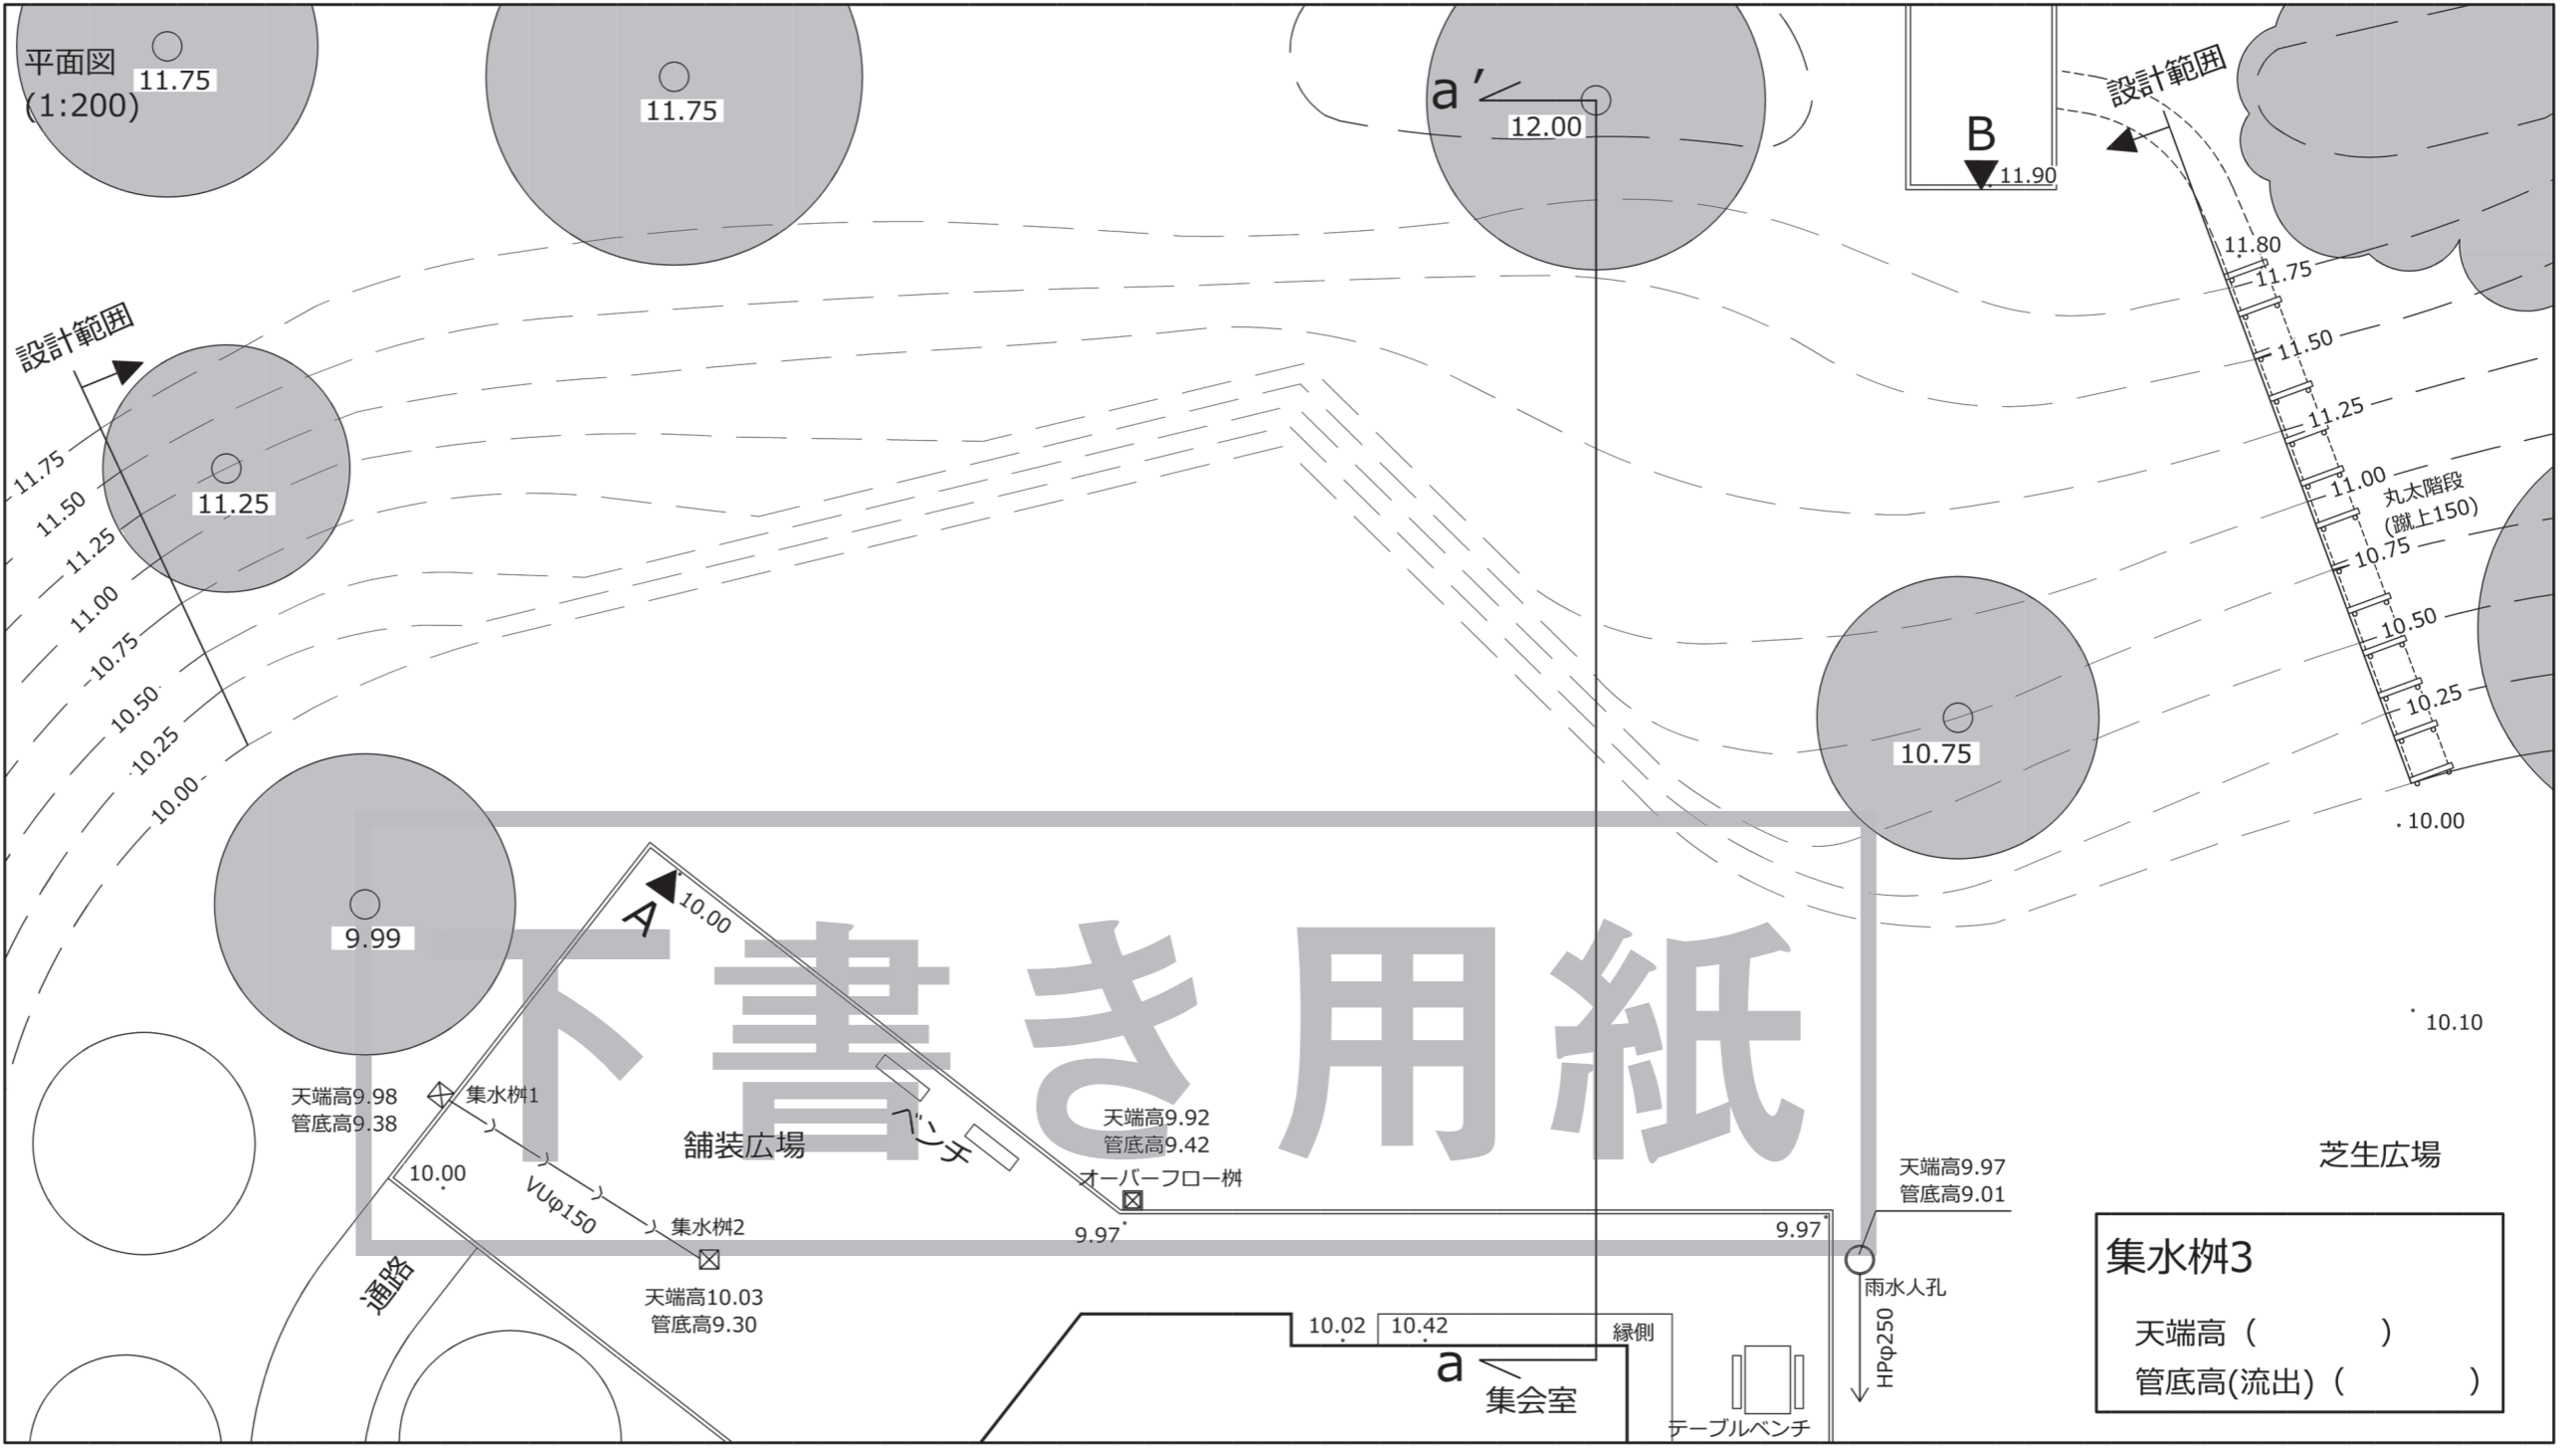 平面図
(1:200)
11.75
11.75
a′
12.00
B
11.90
設計範囲
11.80
11.75
11.50
11.25
11.00
丸太階段
(蹴上150)
10.75
10.50
10.25
10.00
10.10
設計範囲
11.75
11.50
11.25
11.00
10.75
10.50
10.25
10.00
11.25
10.75
9.99
A
10.00
下書き用紙
天端高9.98
管底高9.38
集水桝1
舗装広場
ベンチ
天端高9.92
管底高9.42
オーバーフロー桝
10.00
VUφ150
集水桝2
9.97
9.97
天端高9.97
管底高9.01
雨水人孔
HPφ250
芝生広場
通路
天端高10.03
管底高9.30
10.02
10.42
縁側
a
集会室
テーブルベンチ
集水桝3
天端高（　　　　）
管底高(流出)（　　　　）